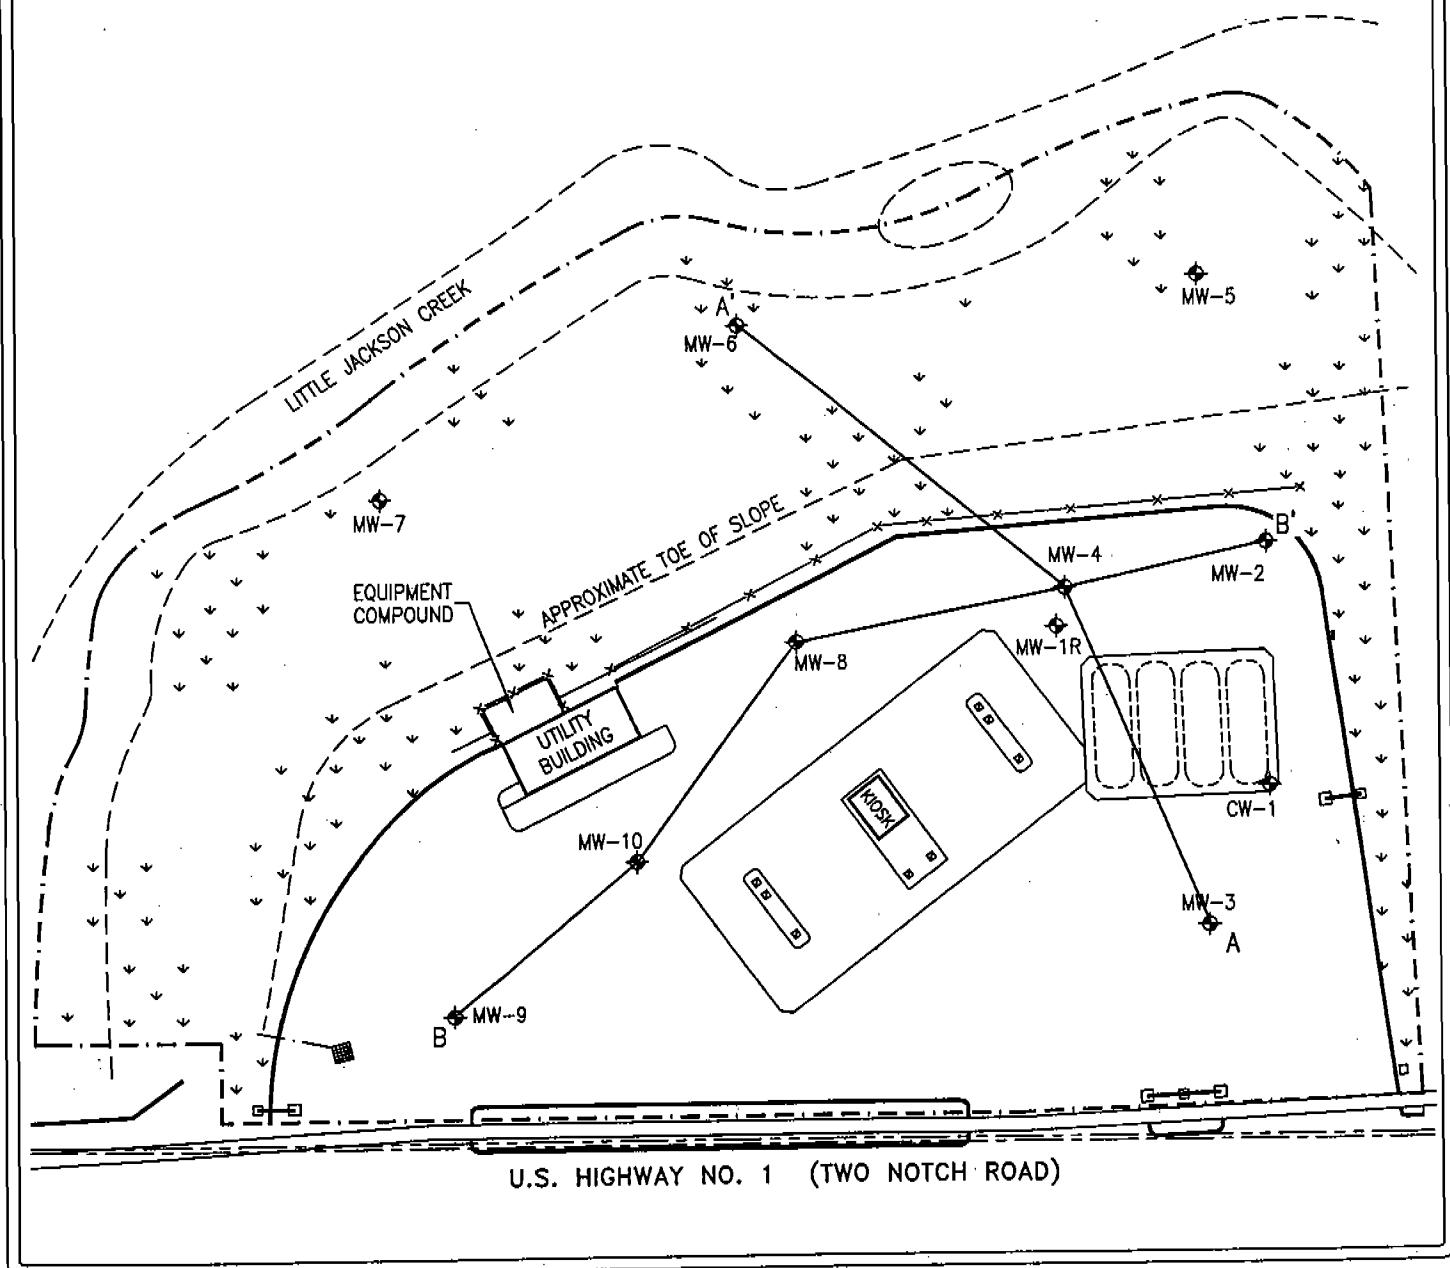 LITTLE JACKSON CREEK
A'
MW-6
MW-5
MW-7
APPROXIMATE TOE OF SLOPE
EQUIPMENT
COMPOUND
B'
MW-4
MW-2
MW-1R
MW-8
UTILITY
BUILDING
KIOSK
CW-1
MW-10
MW-3
A
MW-9
B
U.S. HIGHWAY NO. 1 (TWO NOTCH ROAD)